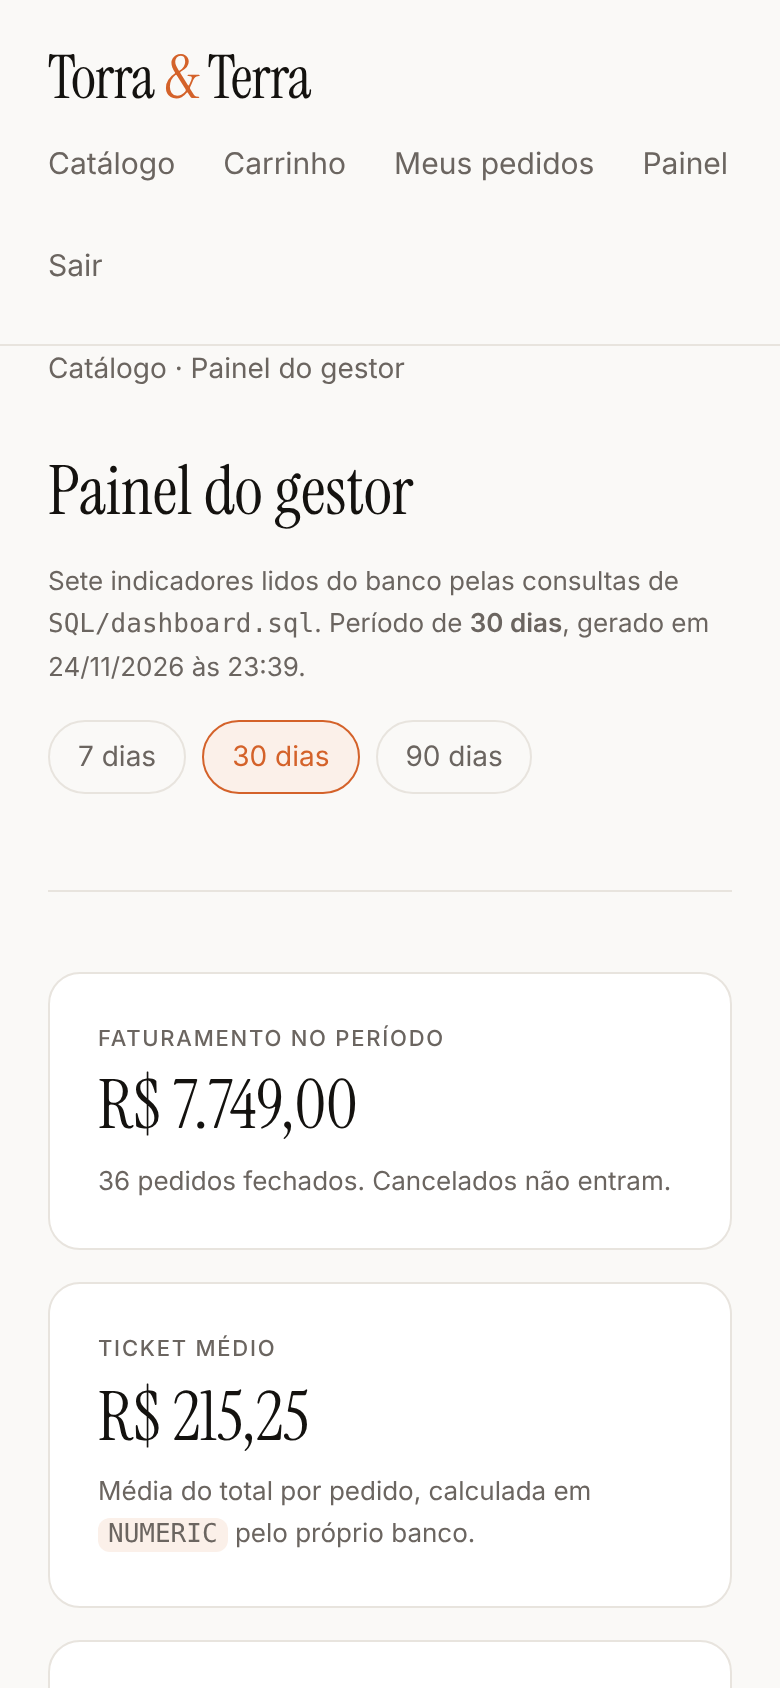 Torra & Terra
Catálogo Carrinho Meus pedidos Painel
Sair
Catálogo · Painel do gestor
Painel do gestor
Sete indicadores lidos do banco pelas consultas de
SQL/dashboard.sql. Período de 30 dias, gerado em
24/11/2026 às 23:39.
7 dias 30 dias 90 dias
FATURAMENTO NO PERÍODO
R$ 7.749,00
36 pedidos fechados. Cancelados não entram.
TICKET MÉDIO
R$ 215,25
Média do total por pedido, calculada em
NUMERIC pelo próprio banco.